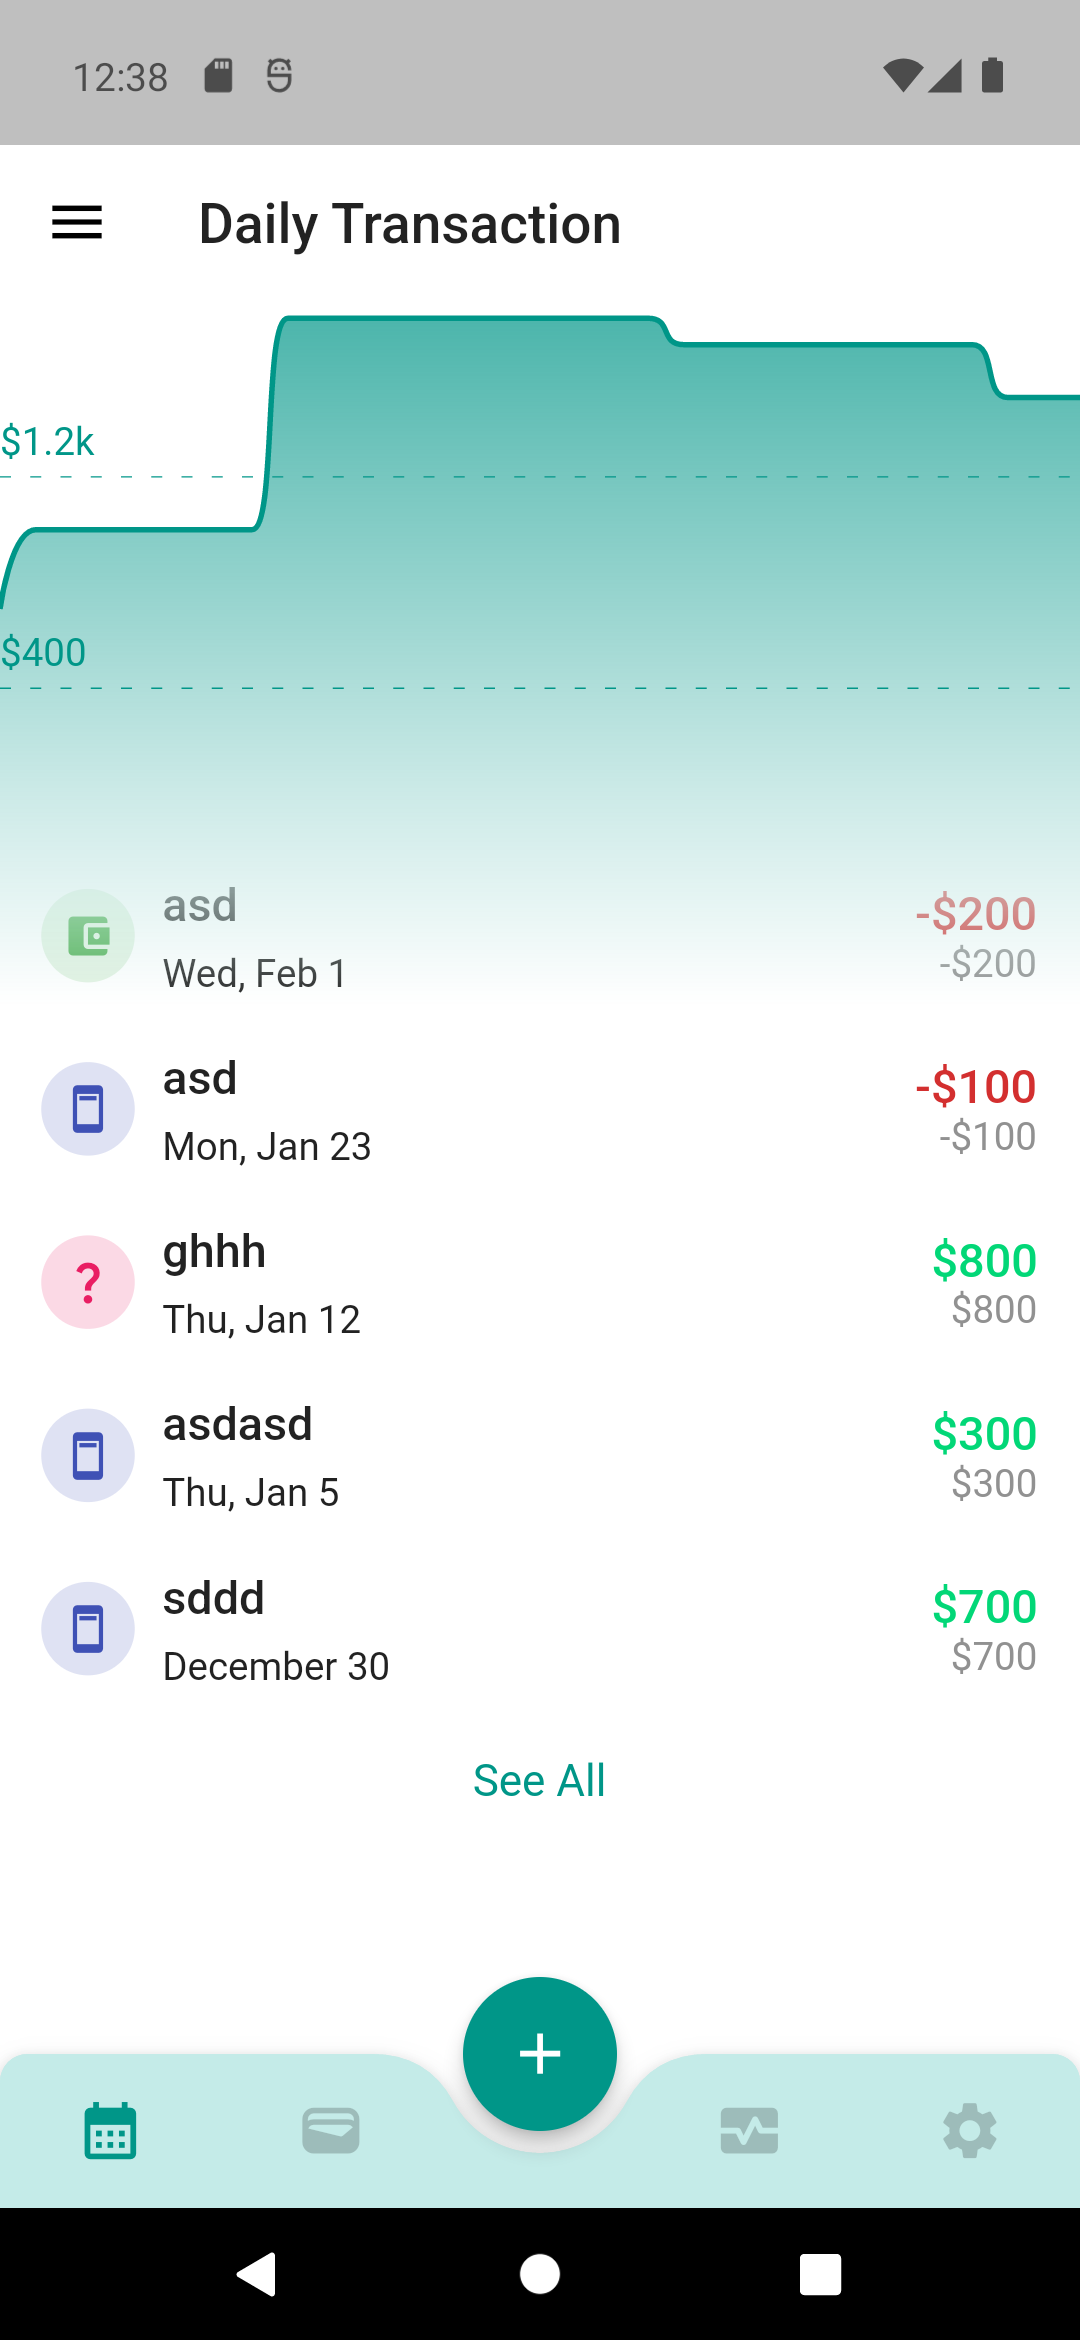 12:38
Daily Transaction
$1.2k
$400
asd
-$200
Wed, Feb 1
-$200
asd
-$100
Mon, Jan 23
-$100
ghhh
$800
Thu, Jan 12
$800
?
asdasd
$300
Thu, Jan 5
$300
sddd
$700
December 30
$700
See All